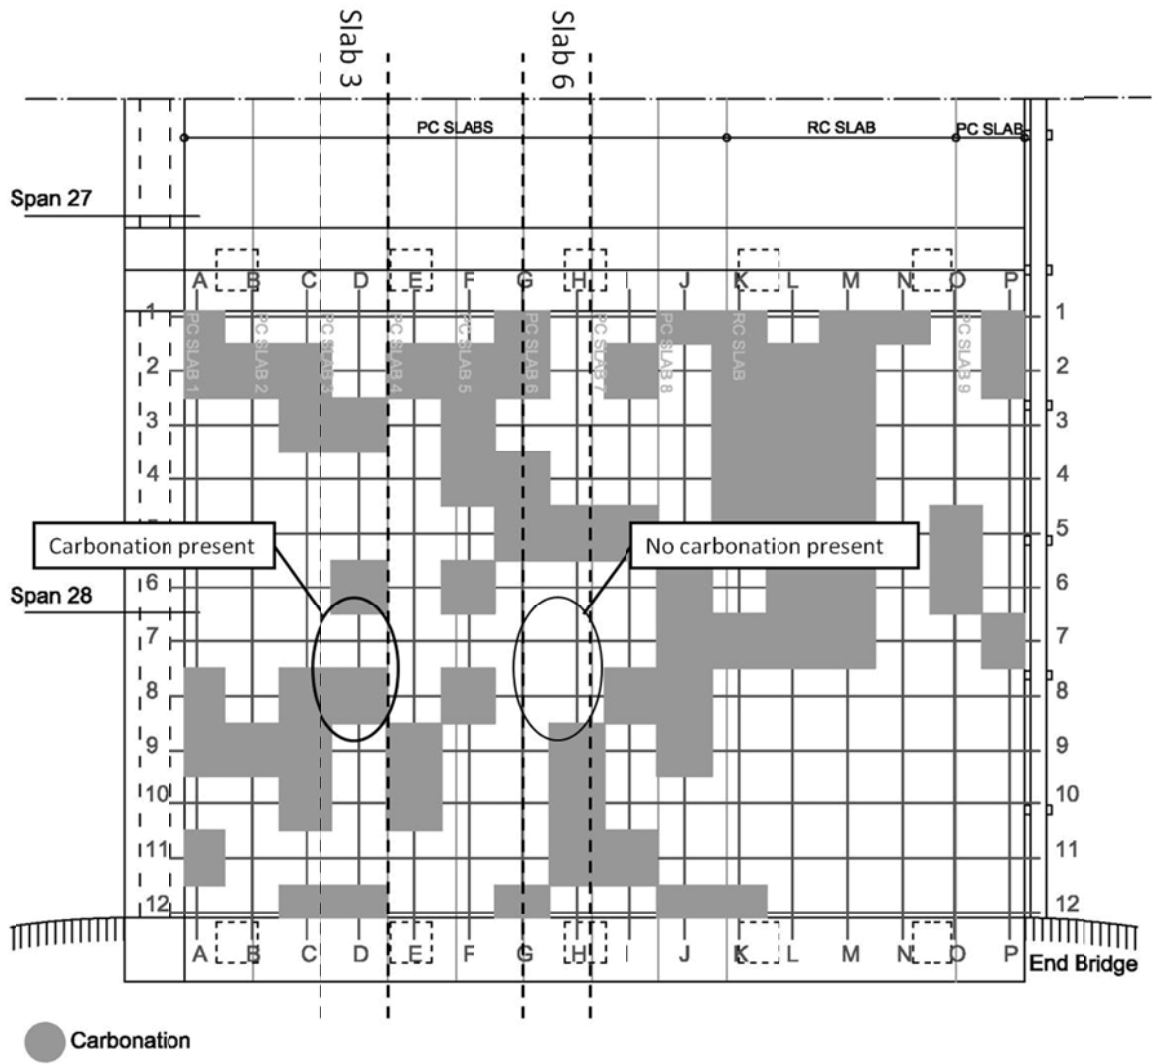 Slab 3
Slab 6
PC SLABS
RC SLAB
PC SLAB
Span 27
A B C D E F G H I J K L M N O P
1 1
PC SLAB 1
PC SLAB 2
PC SLAB 3
PC SLAB 4
PC SLAB 5
PC SLAB 6
PC SLAB 7
PC SLAB 8
RC SLAB
PC SLAB 9
2 2
3 3
4 4
5
Carbonation present
No carbonation present
6 6
Span 28
7 7
8 8
9 9
10 10
11 11
12 12
A B C D E F G H I J K L M N O P
End Bridge
Carbonation